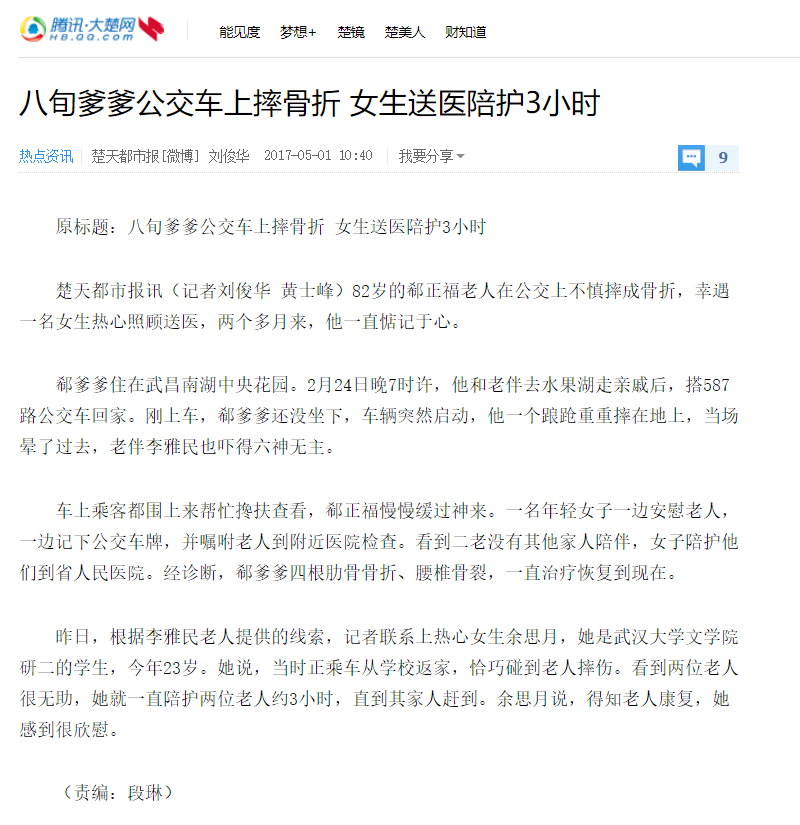 腾讯·大楚网
HB.QQ.COM
能见度 梦想+ 楚镜 楚美人 财知道
八旬爹爹公交车上摔骨折 女生送医陪护3小时
热点资讯 楚天都市报[微博] 刘俊华 2017-05-01 10:40 我要分享 9
原标题：八旬爹爹公交车上摔骨折 女生送医陪护3小时
楚天都市报讯（记者刘俊华 黄士峰）82岁的郗正福老人在公交上不慎摔成骨折，幸遇
一名女生热心照顾送医，两个多月来，他一直惦记于心。
郗爹爹住在武昌南湖中央花园。2月24日晚7时许，他和老伴去水果湖走亲戚后，搭587
路公交车回家。刚上车，郗爹爹还没坐下，车辆突然启动，他一个踉跄重重摔在地上，当场
晕了过去，老伴李雅民也吓得六神无主。
车上乘客都围上来帮忙搀扶查看，郗正福慢慢缓过神来。一名年轻女子一边安慰老人，
一边记下公交车牌，并嘱咐老人到附近医院检查。看到二老没有其他家人陪伴，女子陪护他
们到省人民医院。经诊断，郗爹爹四根肋骨骨折、腰椎骨裂，一直治疗恢复到现在。
昨日，根据李雅民老人提供的线索，记者联系上热心女生余思月，她是武汉大学文学院
研二的学生，今年23岁。她说，当时正乘车从学校返家，恰巧碰到老人摔伤。看到两位老人
很无助，她就一直陪护两位老人约3小时，直到其家人赶到。余思月说，得知老人康复，她
感到很欣慰。
（责编：段琳）